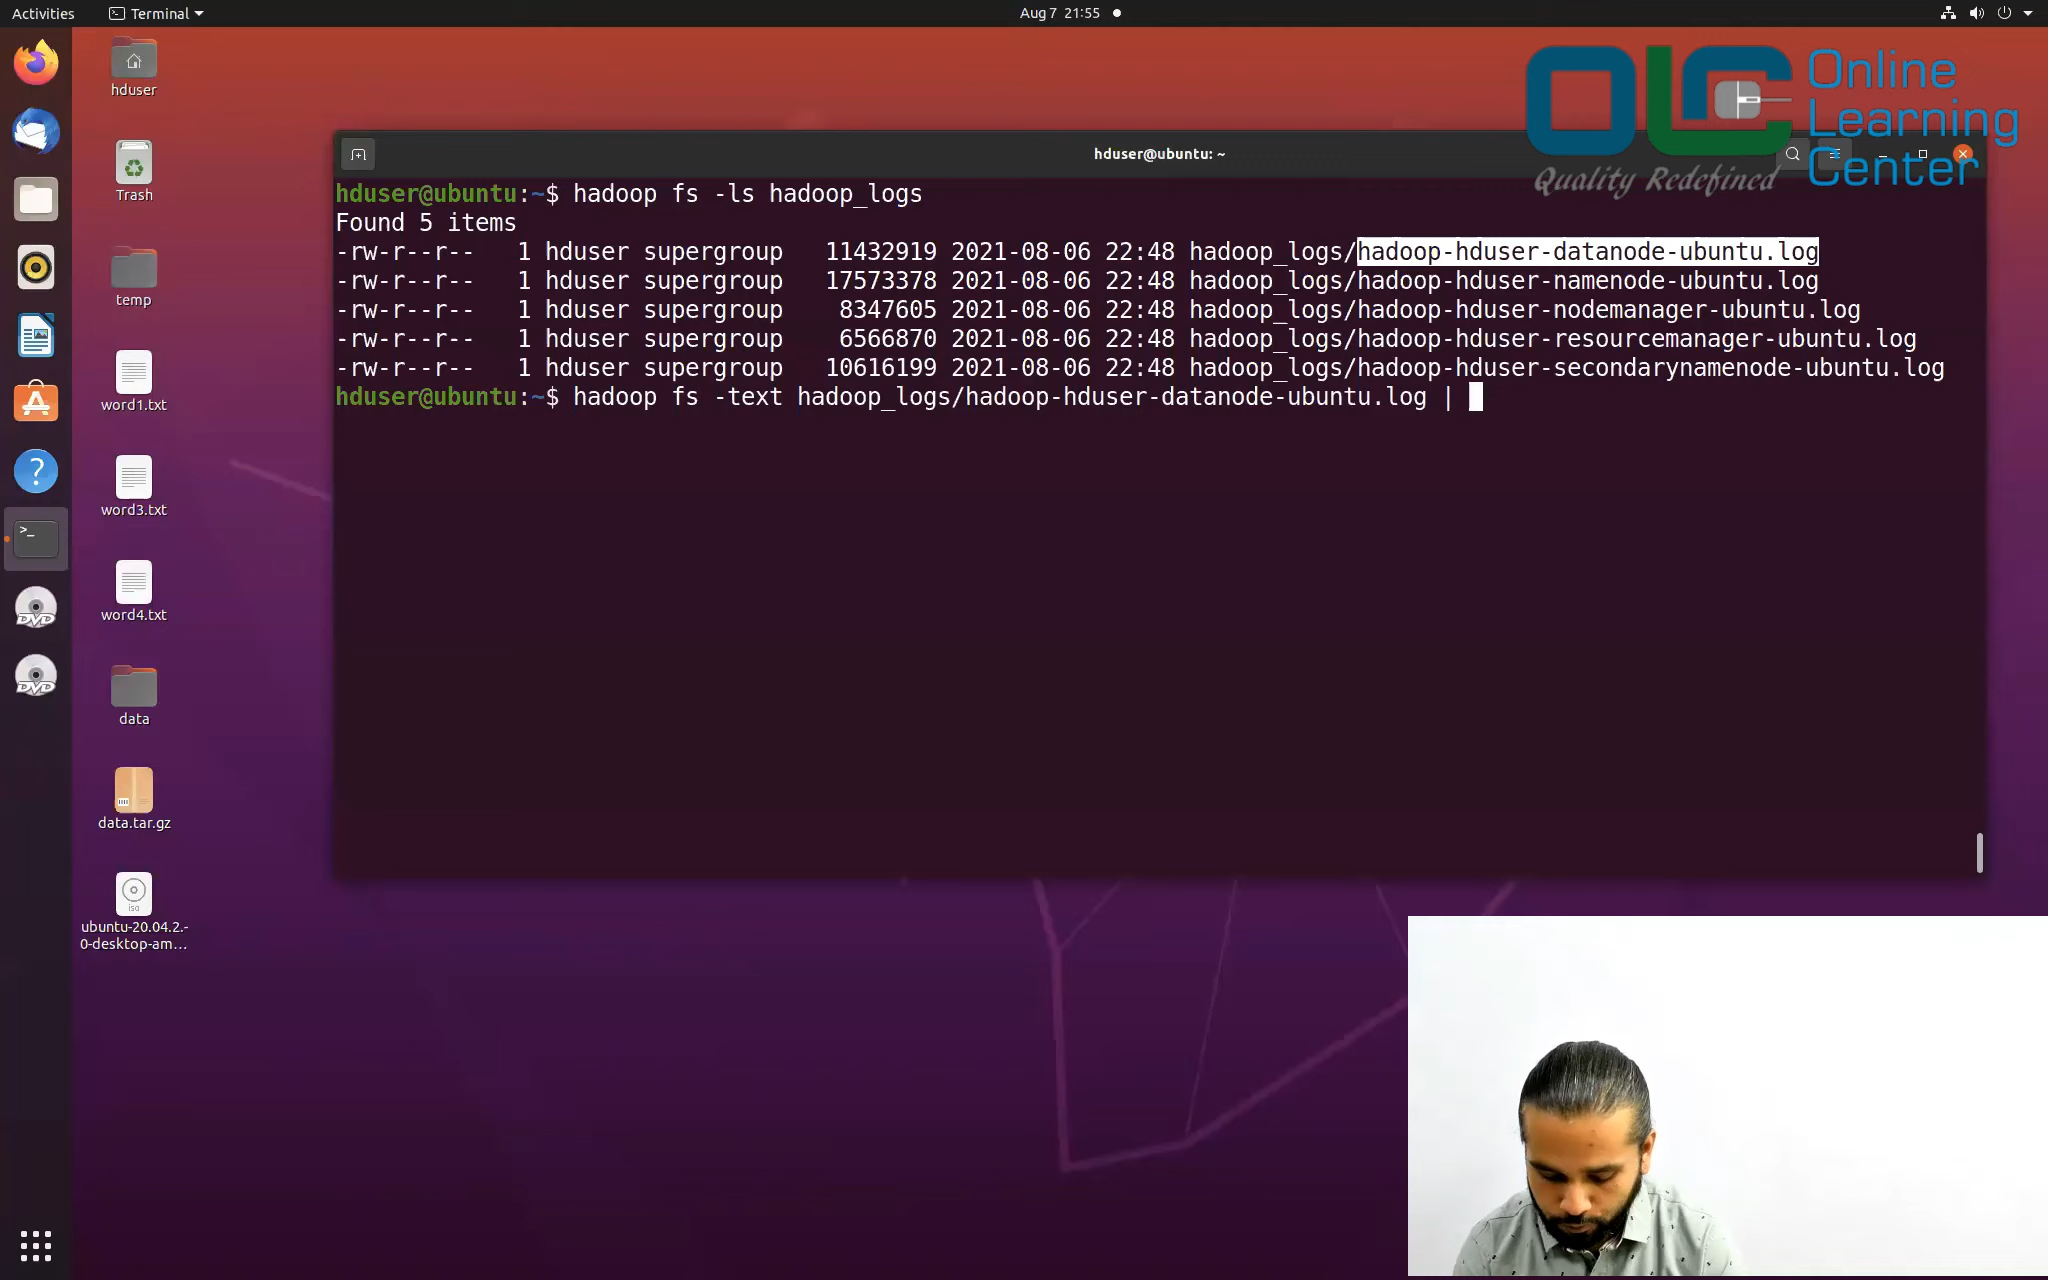 Activities
Terminal
Aug 7 21:55
Online
Learning
Center
OLC
Quality Redefined
hduser
Trash
temp
word1.txt
word3.txt
word4.txt
data
data.tar.gz
iso
ubuntu-20.04.2.-
0-desktop-am...
DVD
DVD
hduser@ubuntu: ~
hduser@ubuntu:~$ hadoop fs -ls hadoop_logs
Found 5 items
-rw-r--r--   1 hduser supergroup   11432919 2021-08-06 22:48 hadoop_logs/hadoop-hduser-datanode-ubuntu.log
-rw-r--r--   1 hduser supergroup   17573378 2021-08-06 22:48 hadoop_logs/hadoop-hduser-namenode-ubuntu.log
-rw-r--r--   1 hduser supergroup    8347605 2021-08-06 22:48 hadoop_logs/hadoop-hduser-nodemanager-ubuntu.log
-rw-r--r--   1 hduser supergroup    6566870 2021-08-06 22:48 hadoop_logs/hadoop-hduser-resourcemanager-ubuntu.log
-rw-r--r--   1 hduser supergroup   10616199 2021-08-06 22:48 hadoop_logs/hadoop-hduser-secondarynamenode-ubuntu.log
hduser@ubuntu:~$ hadoop fs -text hadoop_logs/hadoop-hduser-datanode-ubuntu.log |